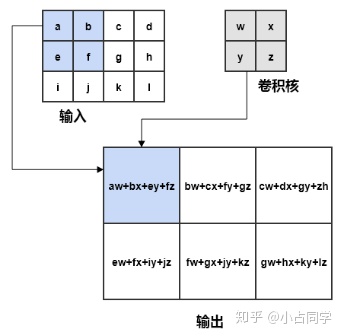 a b c d
e f g h
i j k l
输入
w x
y z
卷积核
aw+bx+ey+fz bw+cx+fy+gz cw+dx+gy+zh
ew+fx+iy+jz fw+gx+jy+kz gw+hx+ky+lz
输出
知乎 @小占同学